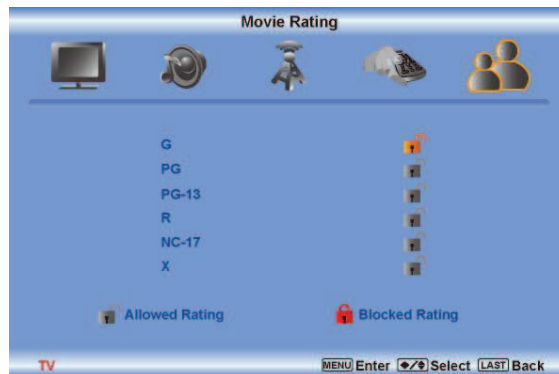 Movie Rating
G
PG
PG-13
R
NC-17
X
Allowed Rating Blocked Rating
TV MENU Enter Select LAST Back